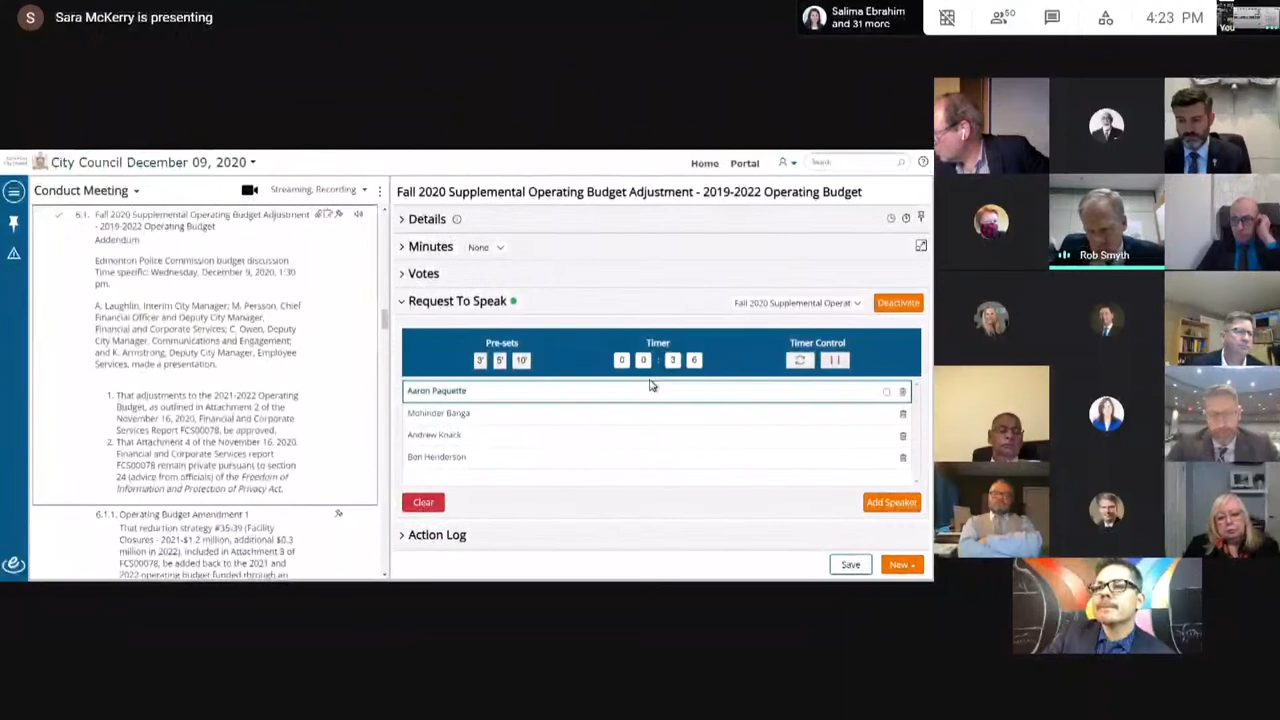 S
Sara McKerry is presenting
Salima Ebrahim
and 31 more
50
4:23 PM
You
City Council December 09, 2020
Home
Portal
Search
Conduct Meeting
Streaming, Recording
6.1. Fall 2020 Supplemental Operating Budget Adjustment
- 2019-2022 Operating Budget
Addendum
Edmonton Police Commission budget discussion
Time specific: Wednesday, December 9, 2020, 1:30
pm.
A. Laughlin, Interim City Manager; M. Persson, Chief
Financial Officer and Deputy City Manager,
Financial and Corporate Services; C. Owen, Deputy
City Manager, Communications and Engagement;
and K. Armstrong, Deputy City Manager, Employee
Services, made a presentation.
1. That adjustments to the 2021-2022 Operating
Budget, as outlined in Attachment 2 of the
November 16, 2020, Financial and Corporate
Services Report FCS00078, be approved.
2. That Attachment 4 of the November 16, 2020,
Financial and Corporate Services report
FCS00078 remain private pursuant to section
24 (advice from officials) of the Freedom of
Information and Protection of Privacy Act.
6.1.1. Operating Budget Amendment 1
That reduction strategy #35-39 (Facility
Closures - 2021-$1.2 million, additional $0.3
million in 2022), included in Attachment 3 of
FCS00078, be added back to the 2021 and
2022 operating budget funded through an
Fall 2020 Supplemental Operating Budget Adjustment - 2019-2022 Operating Budget
Details
Minutes
None
Votes
Request To Speak
Fall 2020 Supplemental Operat
Deactivate
Pre-sets
Timer
Timer Control
3' 5' 10'
0 0 : 3 6
Aaron Paquette
Mohinder Banga
Andrew Knack
Ben Henderson
Clear
Add Speaker
Action Log
Save
New
Rob Smyth